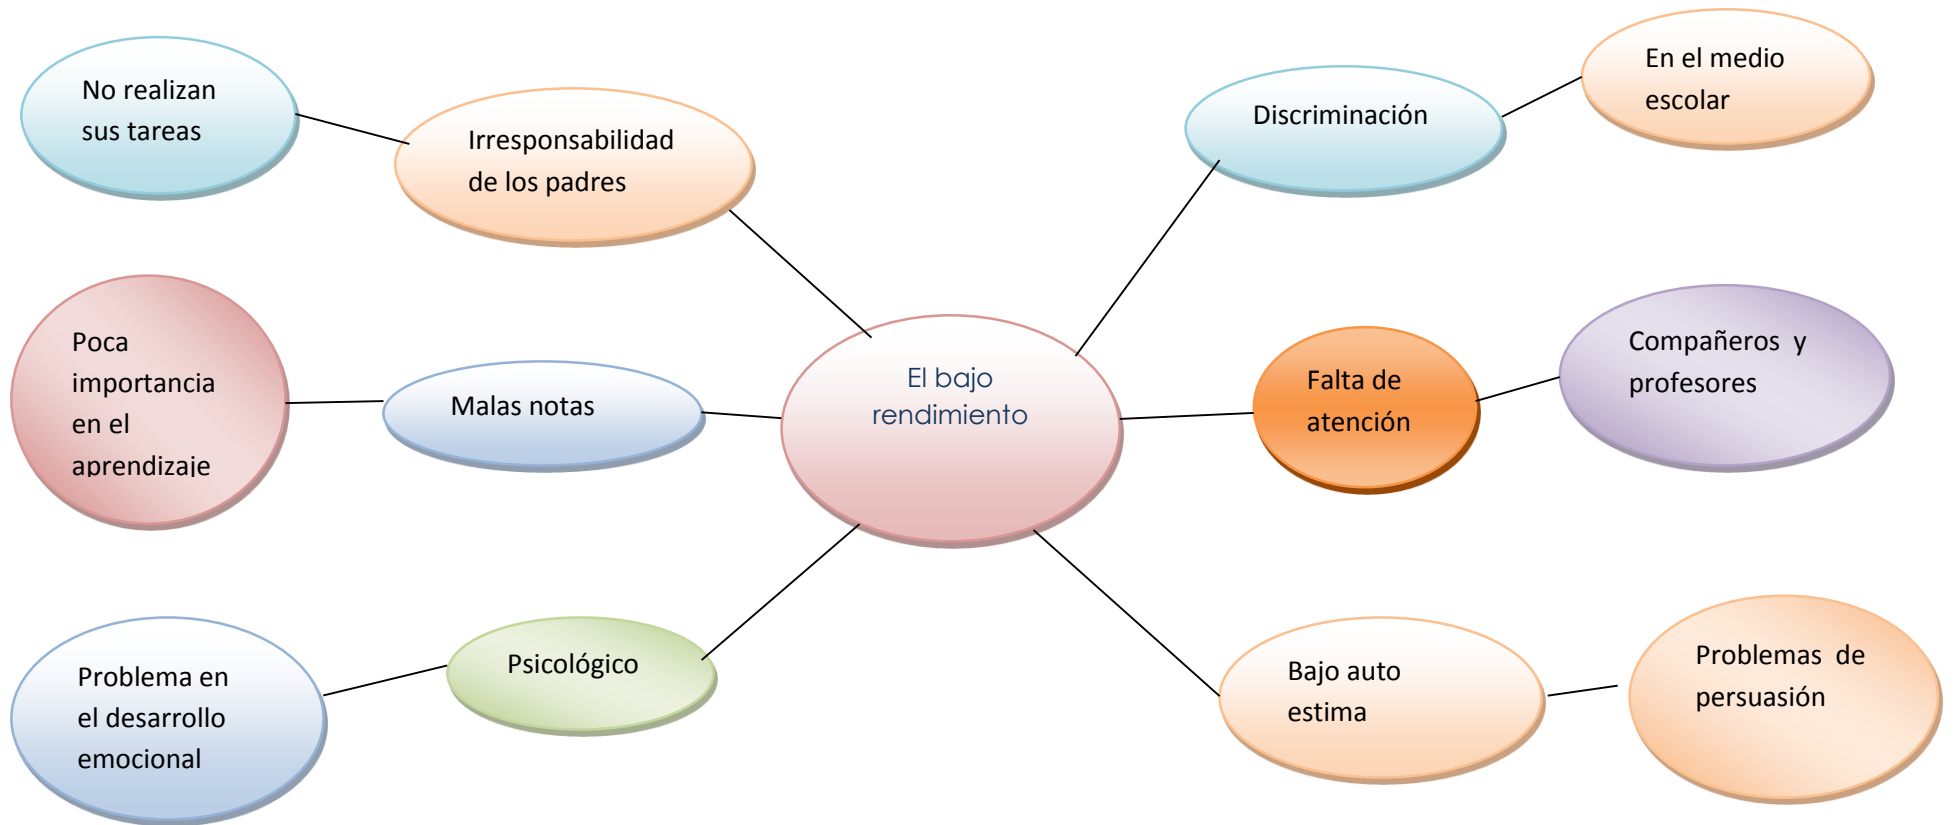 No realizan
sus tareas
Irresponsabilidad
de los padres
Discriminación
En el medio
escolar
Poca
importancia
en el
aprendizaje
Malas notas
El bajo
rendimiento
Falta de
atención
Compañeros y
profesores
Problema en
el desarrollo
emocional
Psicológico
Bajo auto
estima
Problemas de
persuasión